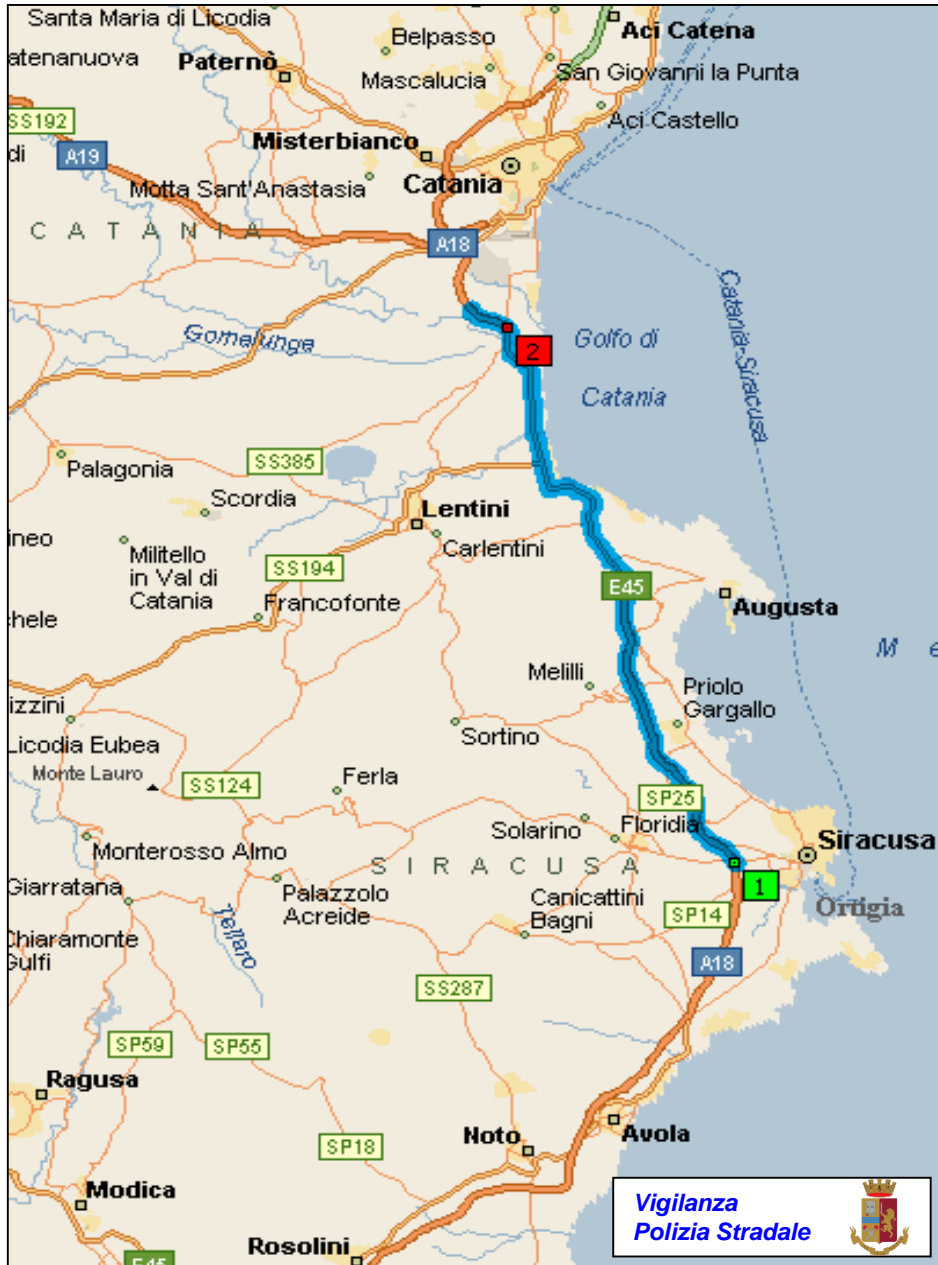 Santa Maria di Licodia
Aci Catena
Belpasso
atenanuova
Paternò
Mascalucia
San Giovanni la Punta
SS192
Aci Castello
di
A19
Misterbianco
Motta Sant'Anastasia
Catania
C A T A N I A
A18
Catania-Siracusa
Gornalunga
2
Golfo di
Catania
Palagonia
SS385
Scordia
Lentini
ineo
Militello
in Val di
Catania
Carlentini
SS194
E45
chele
Francofonte
Augusta
M e
Melilli
Priolo
Gargallo
izzini
Sortino
Licodia Eubea
Monte Lauro
SS124
Ferla
SP25
Solarino
Floridia
Siracusa
Monterosso Almo
S I R A C U S A
Giarratana
Palazzolo
Acreide
Canicattini
Bagni
1
SP14
Ortigia
Tellaro
Chiaramonte
Gulfi
A18
SS287
SP59
SP55
Ragusa
Noto
Avola
SP18
Modica
Vigilanza
Polizia Stradale
Rosolini
E45